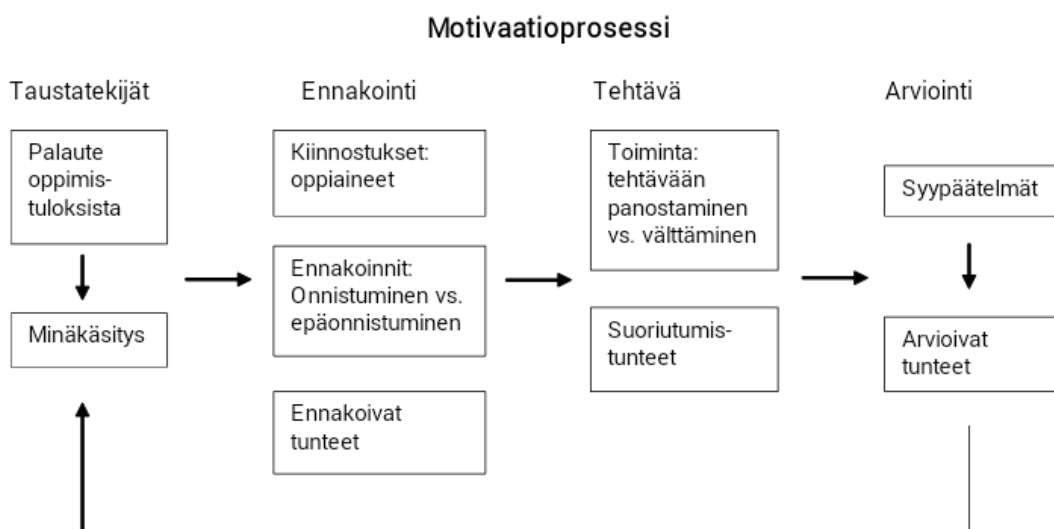 Motivaatioprosessi
Taustatekijät
Ennakointi
Tehtävä
Arviointi
Palaute
oppimis-
tuloksista
Minäkäsitys
Kiinnostukset:
oppiaineet
Ennakoinnit:
Onnistuminen vs.
epäonnistuminen
Ennakoivat
tunteet
Toiminta:
tehtävään
panostaminen
vs. välttäminen
Suoriutumis-
tunteet
Syypäätelmät
Arvioivat
tunteet